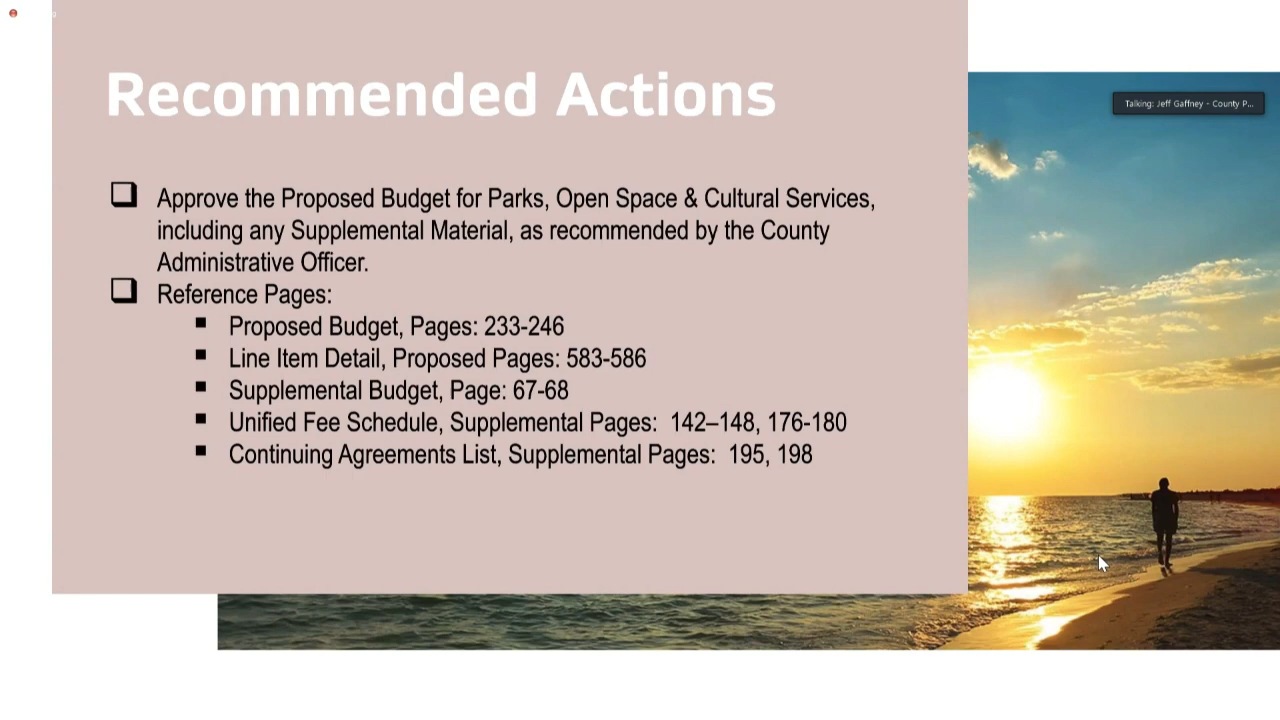 Recommended Actions
Talking: Jeff Gaffney - County P...
Approve the Proposed Budget for Parks, Open Space & Cultural Services,
including any Supplemental Material, as recommended by the County
Administrative Officer.
Reference Pages:
Proposed Budget, Pages: 233-246
Line Item Detail, Proposed Pages: 583-586
Supplemental Budget, Page: 67-68
Unified Fee Schedule, Supplemental Pages:  142–148, 176-180
Continuing Agreements List, Supplemental Pages:  195, 198